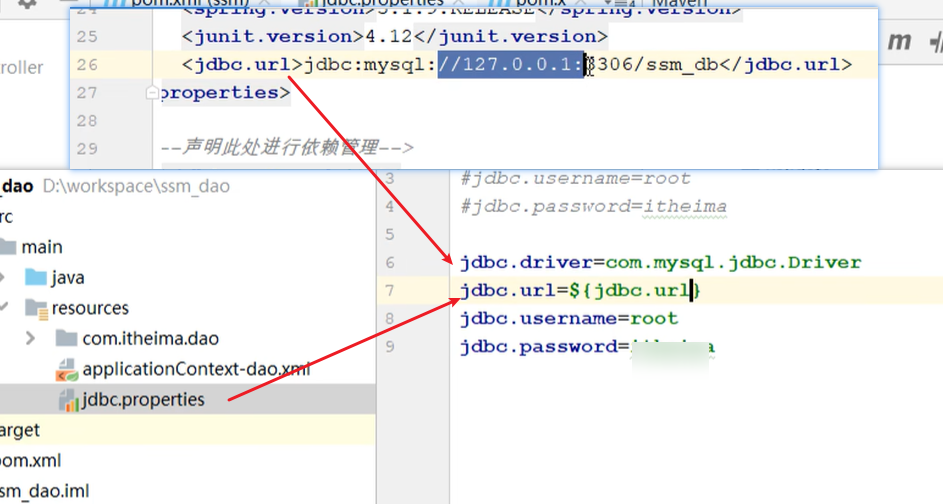 pom.xml (ssm)
jdbc.properties
pom.x
Maven
24 <spring.version>5.1.9.RELEASE</spring.version>
25 <junit.version>4.12</junit.version>
26 <jdbc.url>jdbc:mysql://127.0.0.1:3306/ssm_db</jdbc.url>
27 properties>
28
29 --声明此处进行依赖管理-->
m
roller
_dao D:\workspace\ssm_dao
rc
main
java
resources
com.itheima.dao
applicationContext-dao.xml
jdbc.properties
arget
pom.xml
sm_dao.iml
3 #jdbc.username=root
4 #jdbc.password=itheima
5
6 jdbc.driver=com.mysql.jdbc.Driver
7 jdbc.url=${jdbc.url}
8 jdbc.username=root
9 jdbc.password=